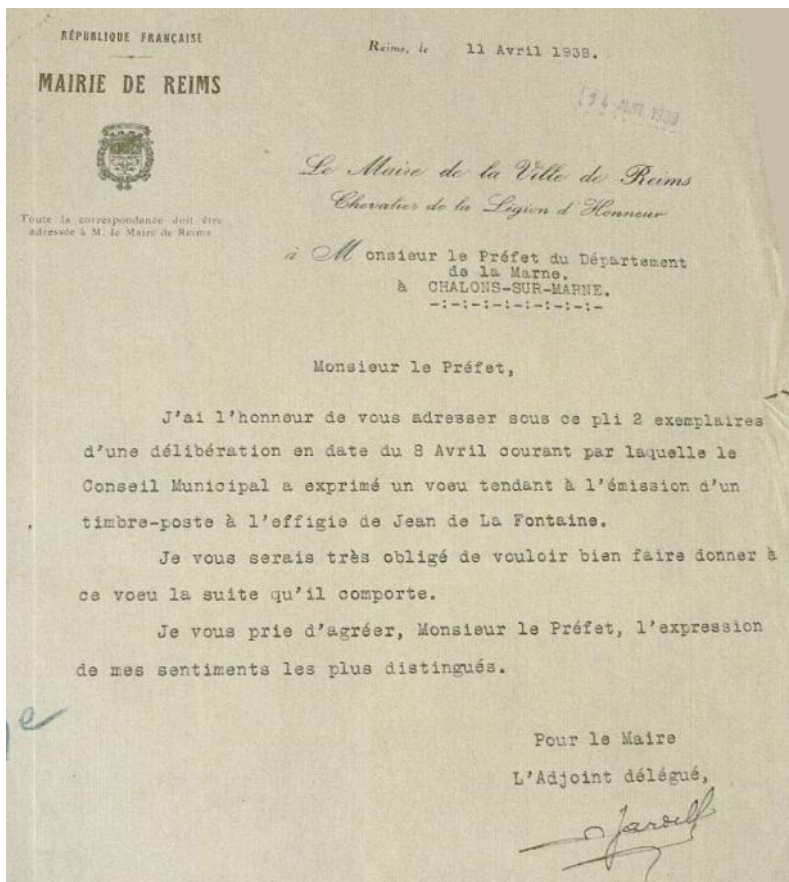 RÉPUBLIQUE FRANÇAISE
MAIRIE DE REIMS
Toute la correspondance doit être
adressée à M. le Maire de Reims
Reims, le 11 Avril 1938.
14 AVR 1938
Le Maire de la Ville de Reims
Chevalier de la Légion d'Honneur
à Monsieur le Préfet du Département
de la Marne.
à CHALONS-SUR-MARNE.
-:-:-:-:-:-:-:-:-
Monsieur le Préfet,
J'ai l'honneur de vous adresser sous ce pli 2 exemplaires
d'une délibération en date du 8 Avril courant par laquelle le
Conseil Municipal a exprimé un voeu tendant à l'émission d'un
timbre-poste à l'effigie de Jean de La Fontaine.
Je vous serais très obligé de vouloir bien faire donner à
ce voeu la suite qu'il comporte.
Je vous prie d'agréer, Monsieur le Préfet, l'expression
de mes sentiments les plus distingués.
Pour le Maire
L'Adjoint délégué,